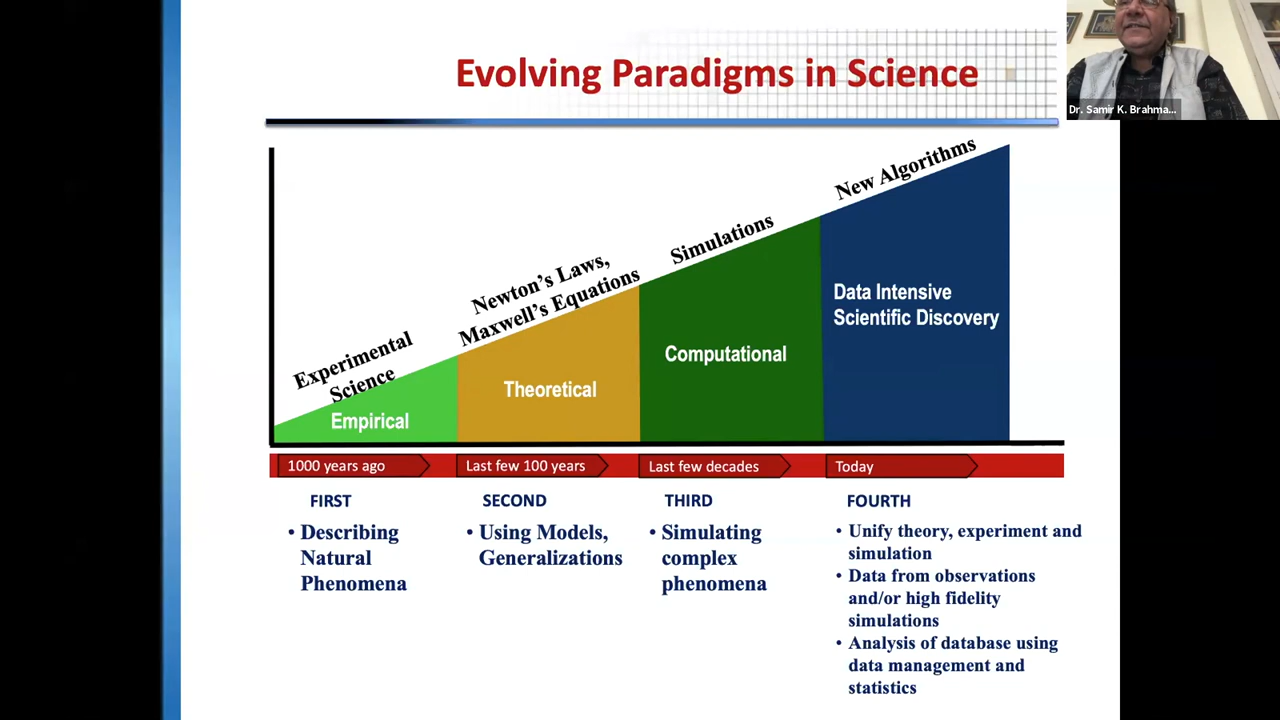 Evolving Paradigms in Science
Dr. Samir K. Brahma...
Experimental
Science
Newton's Laws,
Maxwell's Equations
Simulations
New Algorithms
Empirical
Theoretical
Computational
Data Intensive
Scientific Discovery
1000 years ago
Last few 100 years
Last few decades
Today
FIRST
• Describing
Natural
Phenomena
SECOND
• Using Models,
Generalizations
THIRD
• Simulating
complex
phenomena
FOURTH
• Unify theory, experiment and
simulation
• Data from observations
and/or high fidelity
simulations
• Analysis of database using
data management and
statistics